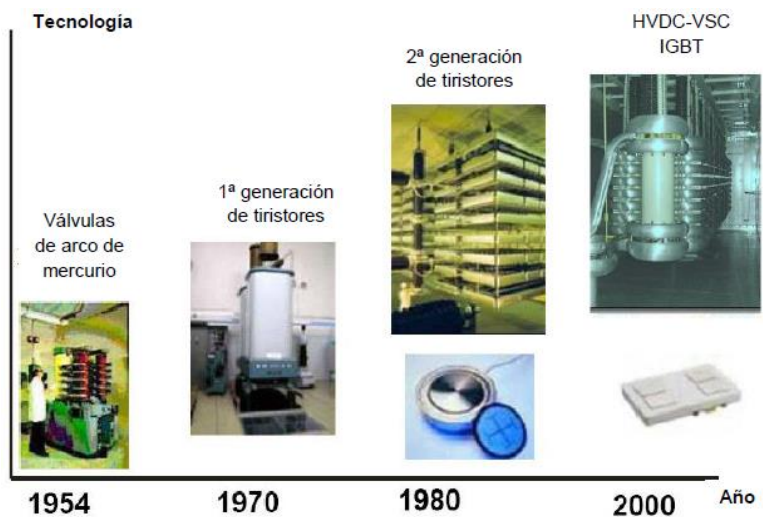 Tecnología
HVDC-VSC
IGBT
2ª generación
de tiristores
1ª generación
de tiristores
Válvulas
de arco de
mercurio
1954
1970
1980
2000
Año